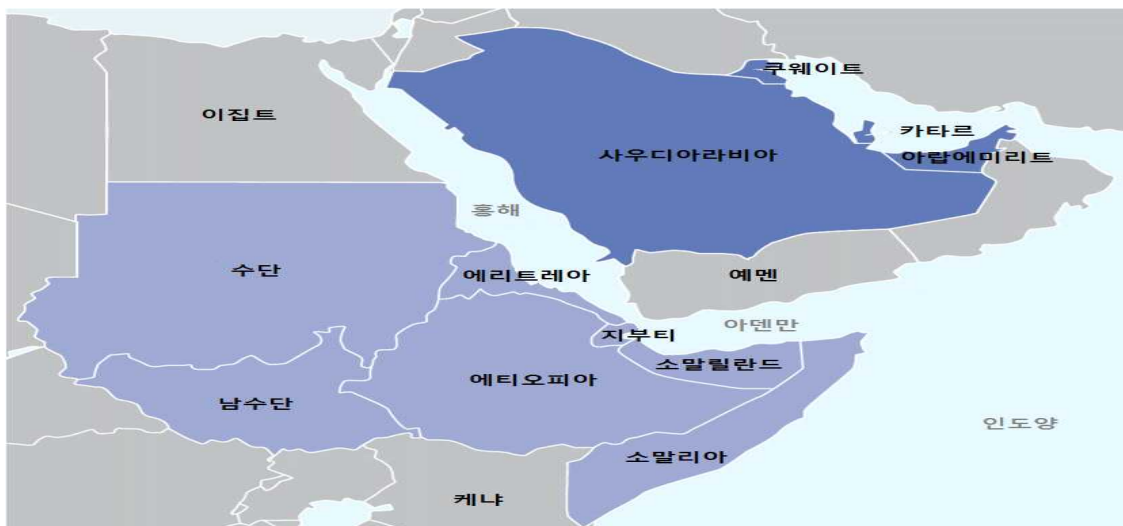 쿠웨이트
이집트
카타르
사우디아라비아
아랍에미리트
홍해
수단
에리트레아
예멘
아덴만
지부티
소말릴란드
에티오피아
남수단
인도양
소말리아
케냐